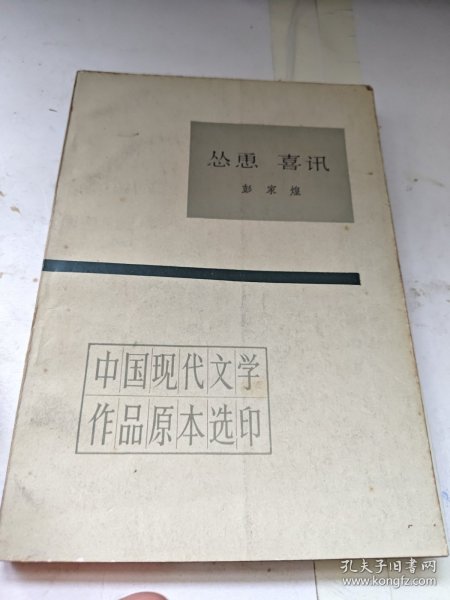 怂恿 喜讯
彭家煌
中国现代文学
作品原本选印
孔夫子旧书网
www.kongfz.com